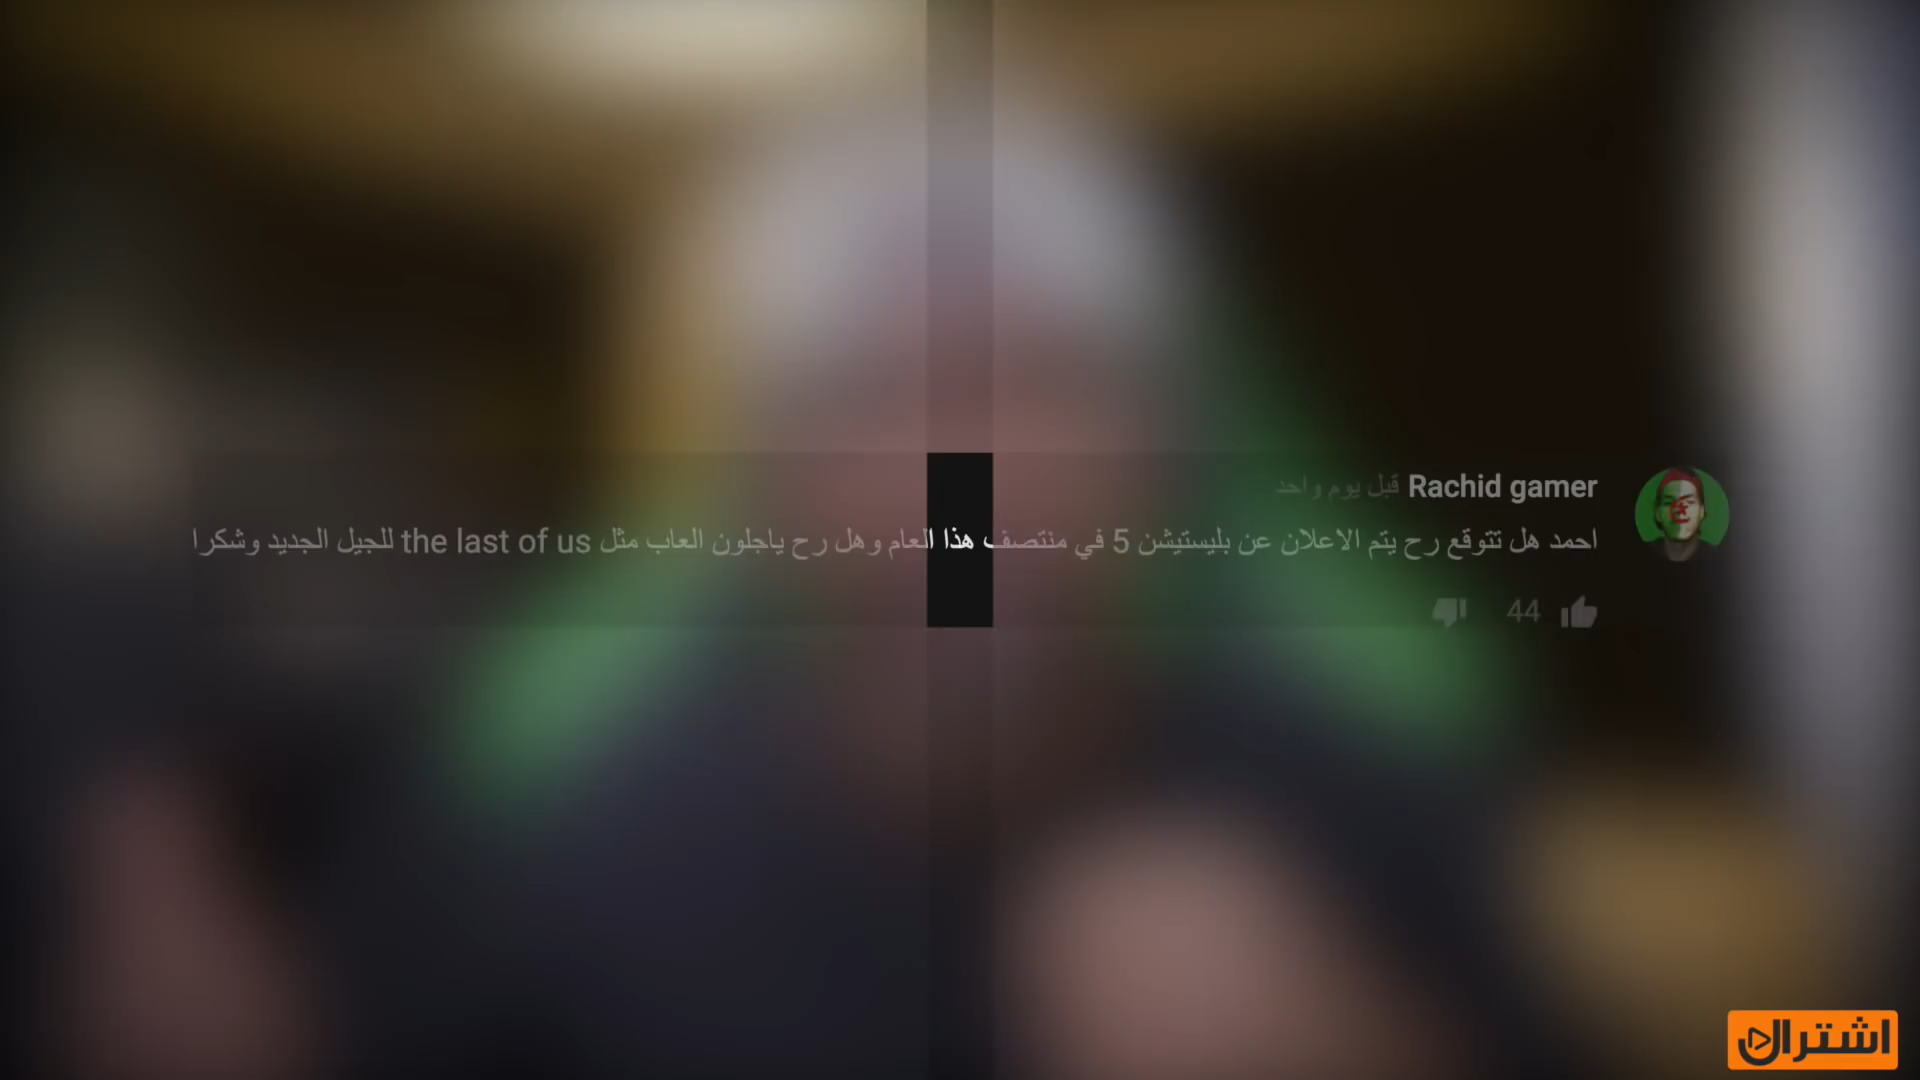 Rachid gamer قبل يوم واحد
احمد هل تتوقع رح يتم الاعلان عن بليستيشن 5 في منتصف هذا العام وهل رح ياجلون العاب مثل the last of us للجيل الجديد وشكرا
44
اشتراك